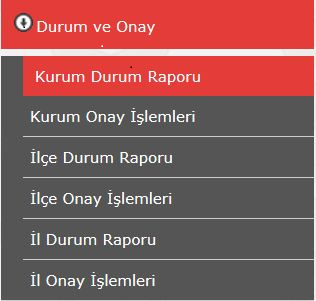 Durum ve Onay
Kurum Durum Raporu
Kurum Onay İşlemleri
İlçe Durum Raporu
İlçe Onay İşlemleri
İl Durum Raporu
İl Onay İşlemleri